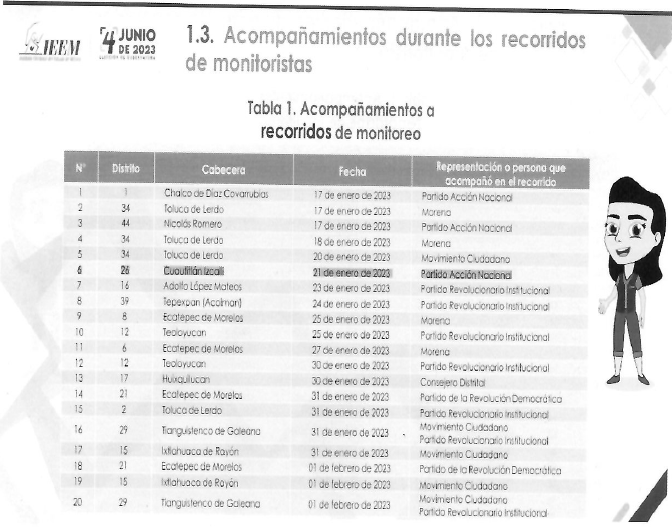 IEEM
4 JUNIO
DE 2023
1.3. Acompañamientos durante los recorridos
de monitoristas
Tabla 1. Acompañamientos a
recorridos de monitoreo
N° Distrito Cabecera Fecha Representación o persona que acompañó en el recorrido
1 1 Chalco de Díaz Covarrubias 17 de enero de 2023 Partido Acción Nacional
2 34 Toluca de Lerdo 17 de enero de 2023 Morena
3 44 Nicolás Romero 17 de enero de 2023 Partido Acción Nacional
4 34 Toluca de Lerdo 18 de enero de 2023 Morena
5 34 Toluca de Lerdo 20 de enero de 2023 Movimiento Ciudadano
6 26 Cuautitlán Izcalli 21 de enero de 2023 Partido Acción Nacional
7 16 Adolfo López Mateos 23 de enero de 2023 Partido Revolucionario Institucional
8 39 Tepexpan (Acolman) 24 de enero de 2023 Partido Revolucionario Institucional
9 8 Ecatepec de Morelos 25 de enero de 2023 Morena
10 12 Teoloyucan 25 de enero de 2023 Partido Revolucionario Institucional
11 6 Ecatepec de Morelos 27 de enero de 2023 Morena
12 12 Teoloyucan 30 de enero de 2023 Partido Revolucionario Institucional
13 17 Huixquilucan 30 de enero de 2023 Consejero Distrital
14 21 Ecatepec de Morelos 31 de enero de 2023 Partido de la Revolución Democrática
15 2 Toluca de Lerdo 31 de enero de 2023 Partido Revolucionario Institucional
16 29 Tianguistenco de Galeana 31 de enero de 2023 Movimiento Ciudadano
Partido Revolucionario Institucional
17 15 Ixtlahuaca de Rayón 31 de enero de 2023 Movimiento Ciudadano
18 21 Ecatepec de Morelos 01 de febrero de 2023 Partido de la Revolución Democrática
19 15 Ixtlahuaca de Rayón 01 de febrero de 2023 Movimiento Ciudadano
20 29 Tianguistenco de Galeana 01 de febrero de 2023 Movimiento Ciudadano
Partido Revolucionario Institucional